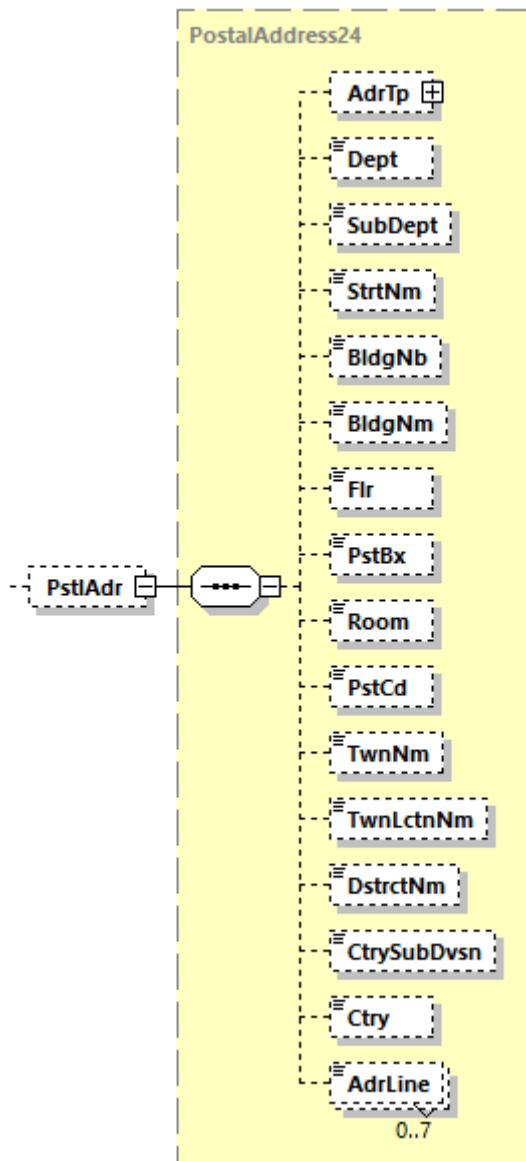 PostalAddress24
AdrTp
Dept
SubDept
StrtNm
BldgNb
BldgNm
Flr
PstBx
PstlAdr
Room
PstCd
TwnNm
TwnLctnNm
DstrctNm
CtrySubDvsn
Ctry
AdrLine
0..7